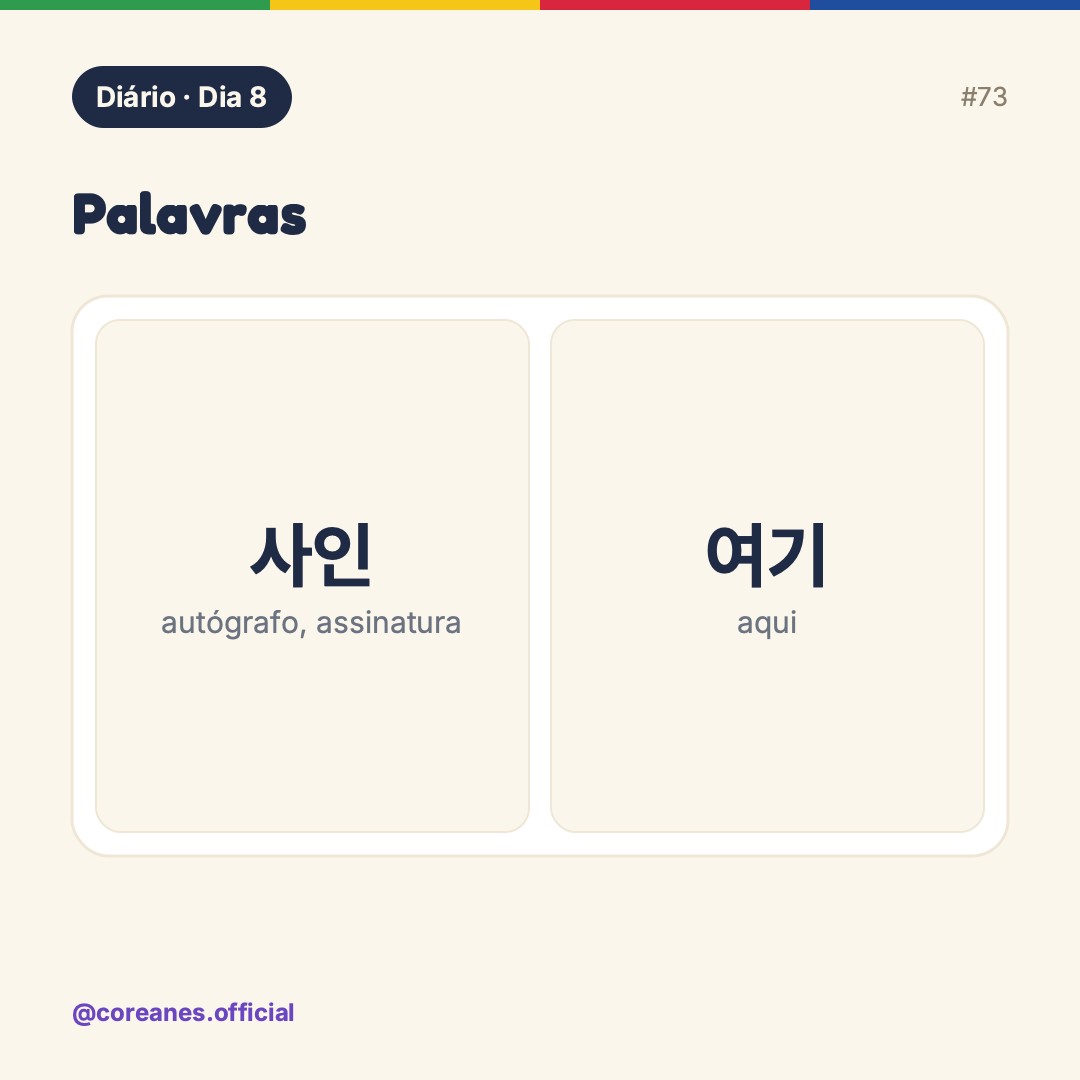 Diário · Dia 8
#73
Palavras
사인
autógrafo, assinatura
여기
aqui
@coreanes.official